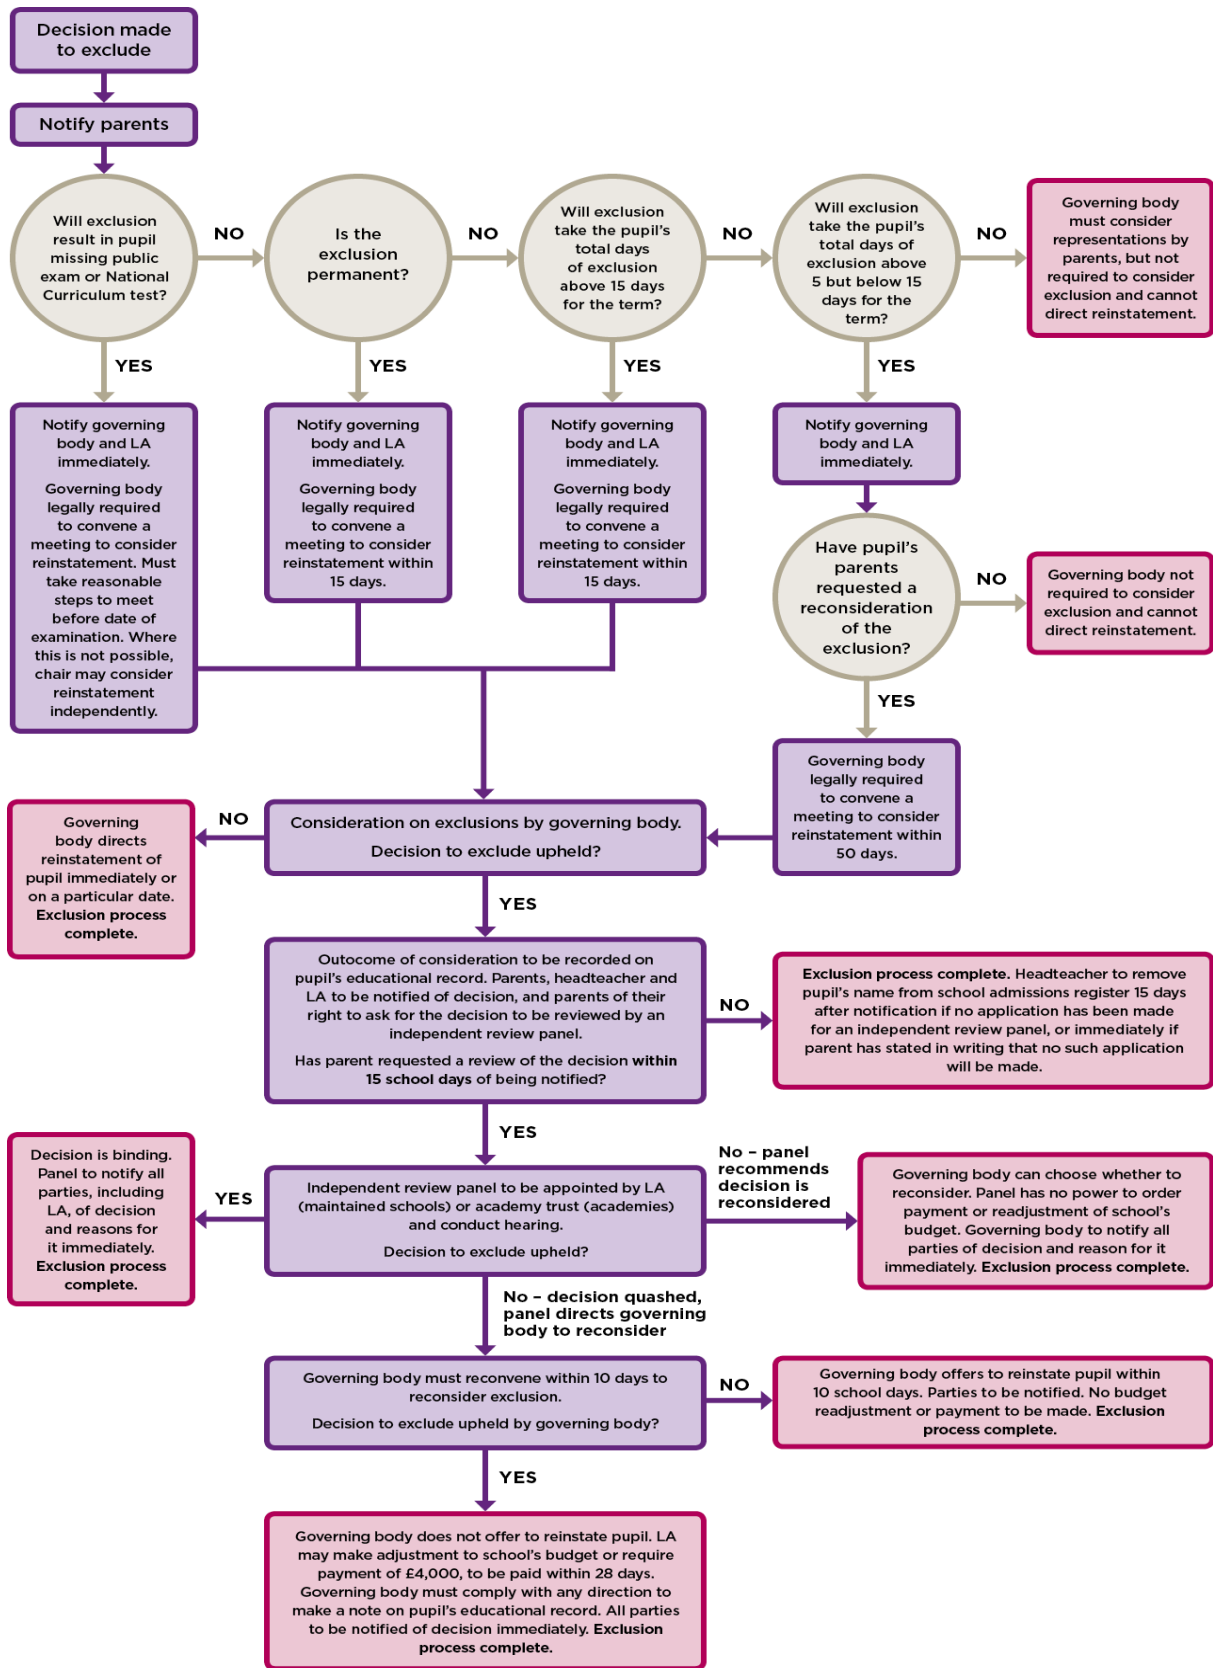 Decision made
to exclude
Notify parents
Will exclusion
result in pupil
missing public
exam or National
Curriculum test?
NO
Is the
exclusion
permanent?
NO
Will exclusion
take the pupil's
total days
of exclusion
above 15 days
for the term?
NO
Will exclusion
take the pupil's
total days of
exclusion above
5 but below 15
days for the
term?
NO
Governing body
must consider
representations by
parents, but not
required to consider
exclusion and cannot
direct reinstatement.
YES
YES
YES
YES
Notify governing
body and LA
immediately.
Governing body
legally required
to convene a
meeting to consider
reinstatement. Must
take reasonable
steps to meet
before date of
examination. Where
this is not possible,
chair may consider
reinstatement
independently.
Notify governing
body and LA
immediately.
Governing body
legally required
to convene a
meeting to consider
reinstatement within
15 days.
Notify governing
body and LA
immediately.
Governing body
legally required
to convene a
meeting to consider
reinstatement within
15 days.
Notify governing
body and LA
immediately.
Have pupil's
parents
requested a
reconsideration
of the
exclusion?
NO
Governing body not
required to consider
exclusion and cannot
direct reinstatement.
YES
Governing body
legally required
to convene a
meeting to consider
reinstatement within
50 days.
Consideration on exclusions by governing body.
Decision to exclude upheld?
NO
Governing
body directs
reinstatement of
pupil immediately or
on a particular date.
Exclusion process
complete.
YES
Outocome of consideration to be recorded on
pupil's educational record. Parents, headteacher and
LA to be notified of decision, and parents of their
right to ask for the decision to be reviewed by an
independent review panel.
Has parent requested a review of the decision within
15 school days of being notified?
NO
Exclusion process complete. Headteacher to remove
pupil's name from school admissions register 15 days
after notification if no application has been made
for an independent review panel, or immediately if
parent has stated in writing that no such application
will be made.
YES
Independent review panel to be appointed by LA
(maintained schools) or academy trust (academies)
and conduct hearing.
Decision to exclude upheld?
YES
Decision is binding.
Panel to notify all
parties, including
LA, of decision
and reasons for
it immediately.
Exclusion process
complete.
No – panel
recommends
decision is
reconsidered
Governing body can choose whether to
reconsider. Panel has no power to order
payment or readjustment of school's
budget. Governing body to notify all
parties of decision and reason for it
immediately. Exclusion process complete.
No – decision quashed,
panel directs governing
body to reconsider
Governing body must reconvene within 10 days to
reconsider exclusion.
Decision to exclude upheld by governing body?
NO
Governing body offers to reinstate pupil within
10 school days. Parties to be notified. No budget
readjustment or payment to be made. Exclusion
process complete.
YES
Governing body does not offer to reinstate pupil. LA
may make adjustment to school's budget or require
payment of £4,000, to be paid within 28 days.
Governing body must comply with any direction to
make a note on pupil's educational record. All parties
to be notified of decision immediately. Exclusion
process complete.